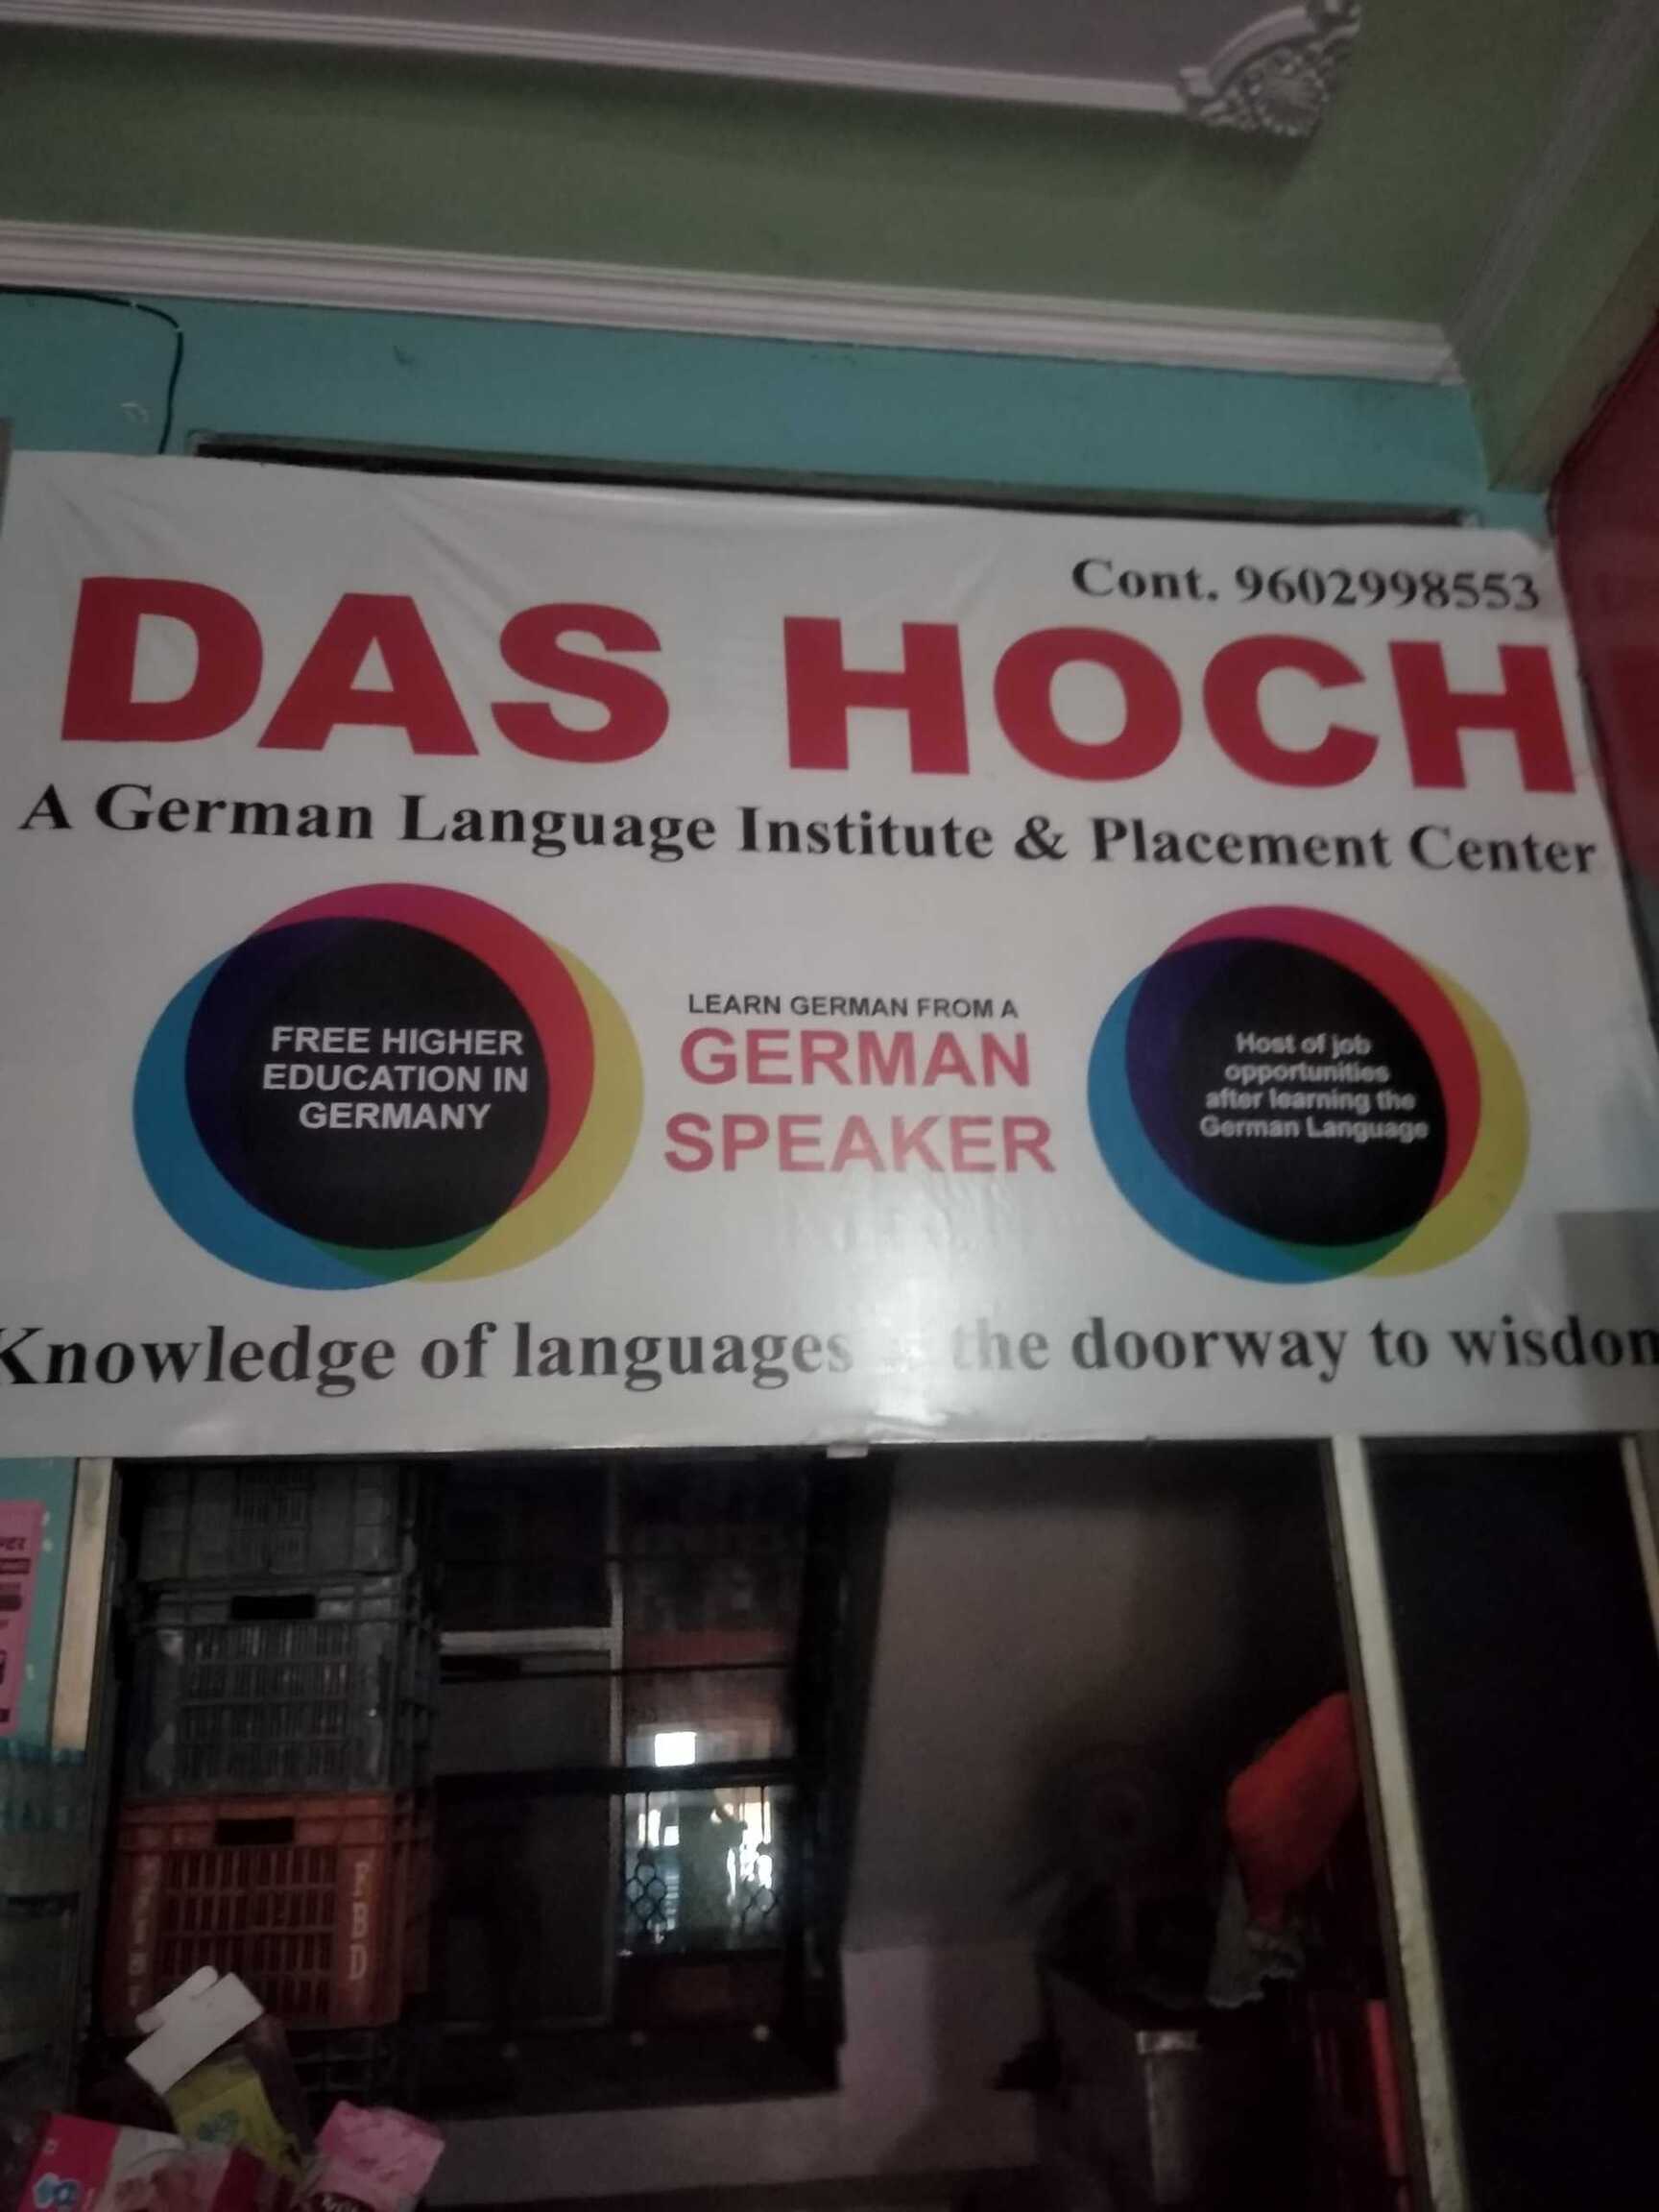 Cont. 9602998553
DAS HOCH
A German Language Institute & Placement Center
FREE HIGHER
EDUCATION IN
GERMANY
LEARN GERMAN FROM A
GERMAN
SPEAKER
Host of job
opportunities
after learning the
German Language
Knowledge of languages the doorway to wisdom